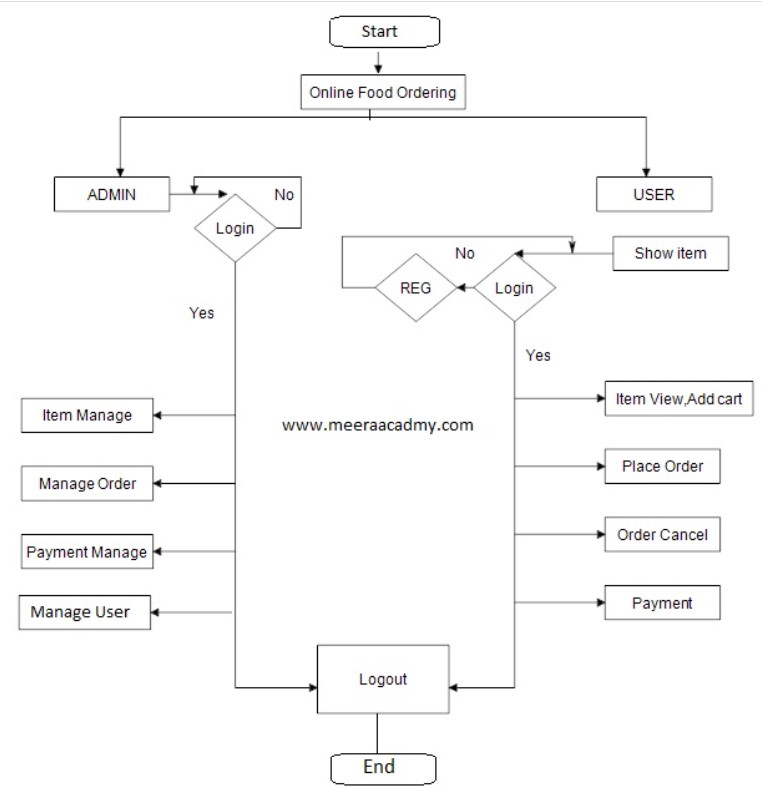 Start
Online Food Ordering
ADMIN
No
USER
Login
No
Show item
REG
Login
Yes
Yes
Item View,Add cart
Item Manage
www.meeraacadmy.com
Place Order
Manage Order
Order Cancel
Payment Manage
Payment
Manage User
Logout
End